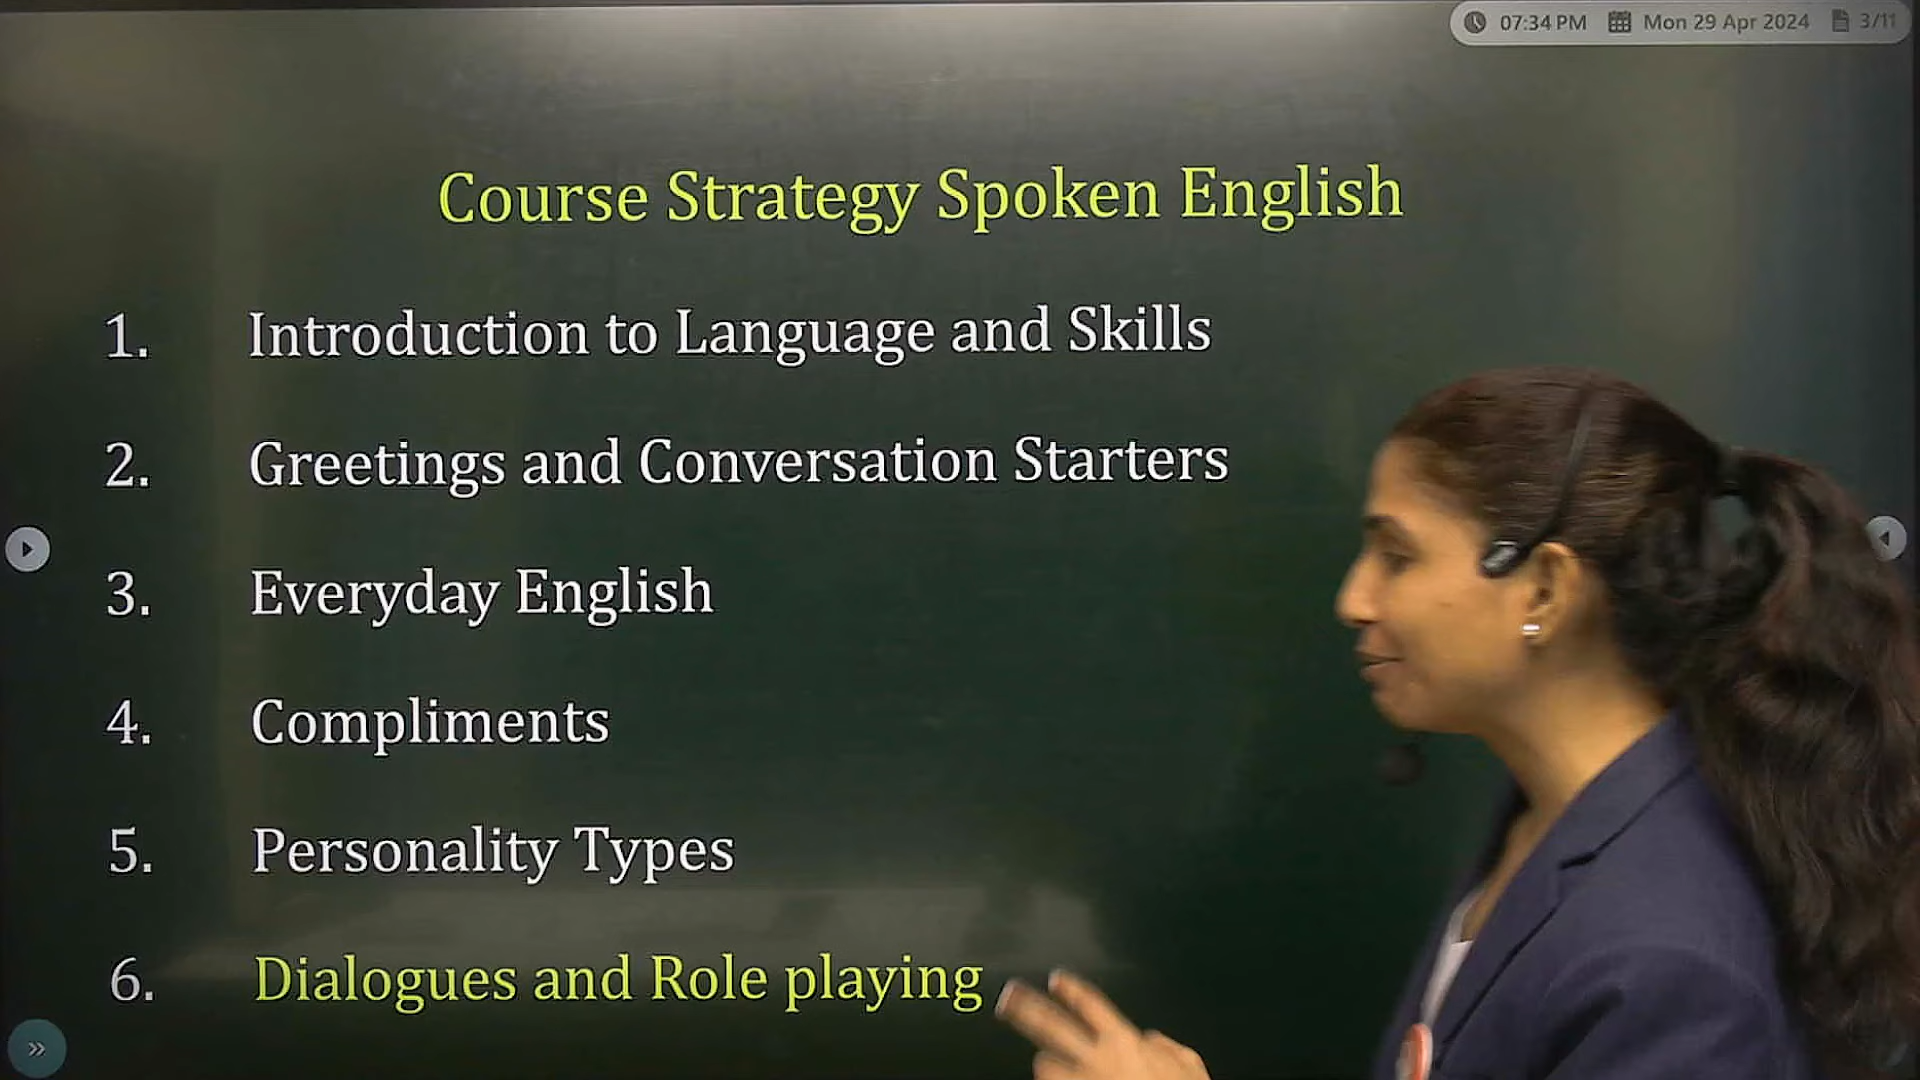 07:34 PM Mon 29 Apr 2024 3/11
Course Strategy Spoken English
1. Introduction to Language and Skills
2. Greetings and Conversation Starters
3. Everyday English
4. Compliments
5. Personality Types
6. Dialogues and Role playing